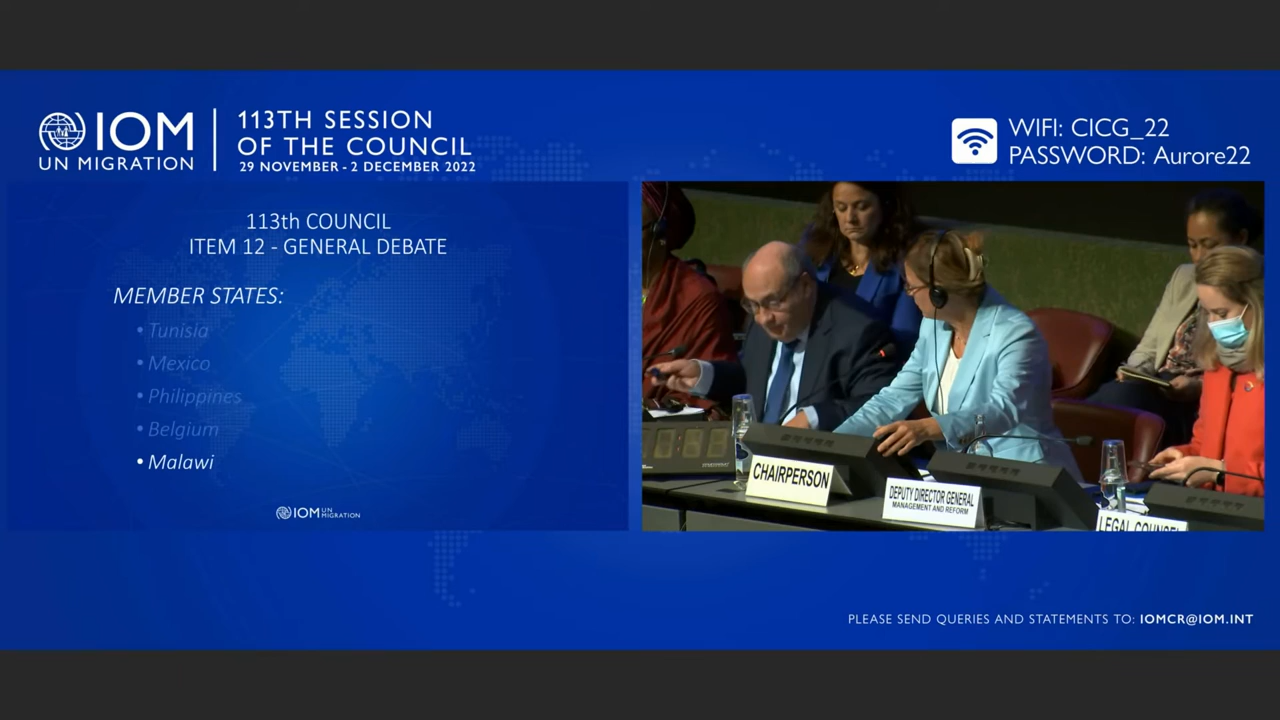 IOM
UN MIGRATION
113TH SESSION
OF THE COUNCIL
29 NOVEMBER - 2 DECEMBER 2022
WIFI: CICG_22
PASSWORD: Aurore22
113th COUNCIL
ITEM 12 - GENERAL DEBATE
MEMBER STATES:
• Tunisia
• Mexico
• Philippines
• Belgium
• Malawi
IOM UN MIGRATION
CHAIRPERSON
DEPUTY DIRECTOR GENERAL
MANAGEMENT AND REFORM
LEGAL COUNSEL
PLEASE SEND QUERIES AND STATEMENTS TO: IOMCR@IOM.INT